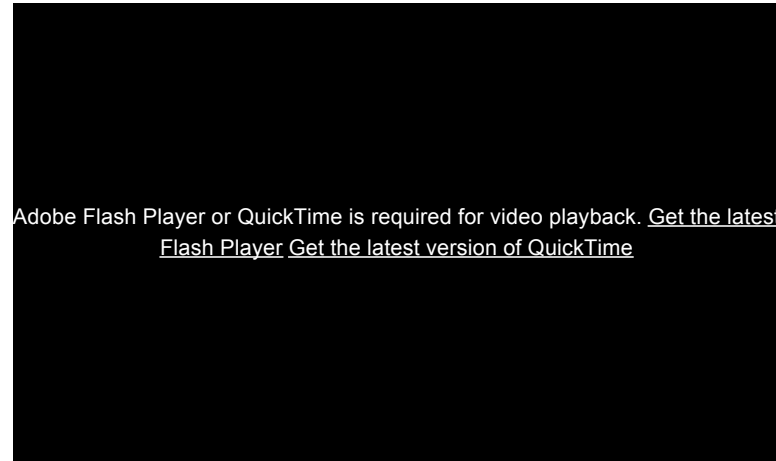 Adobe Flash Player or QuickTime is required for video playback. Get the latest
Flash Player Get the latest version of QuickTime